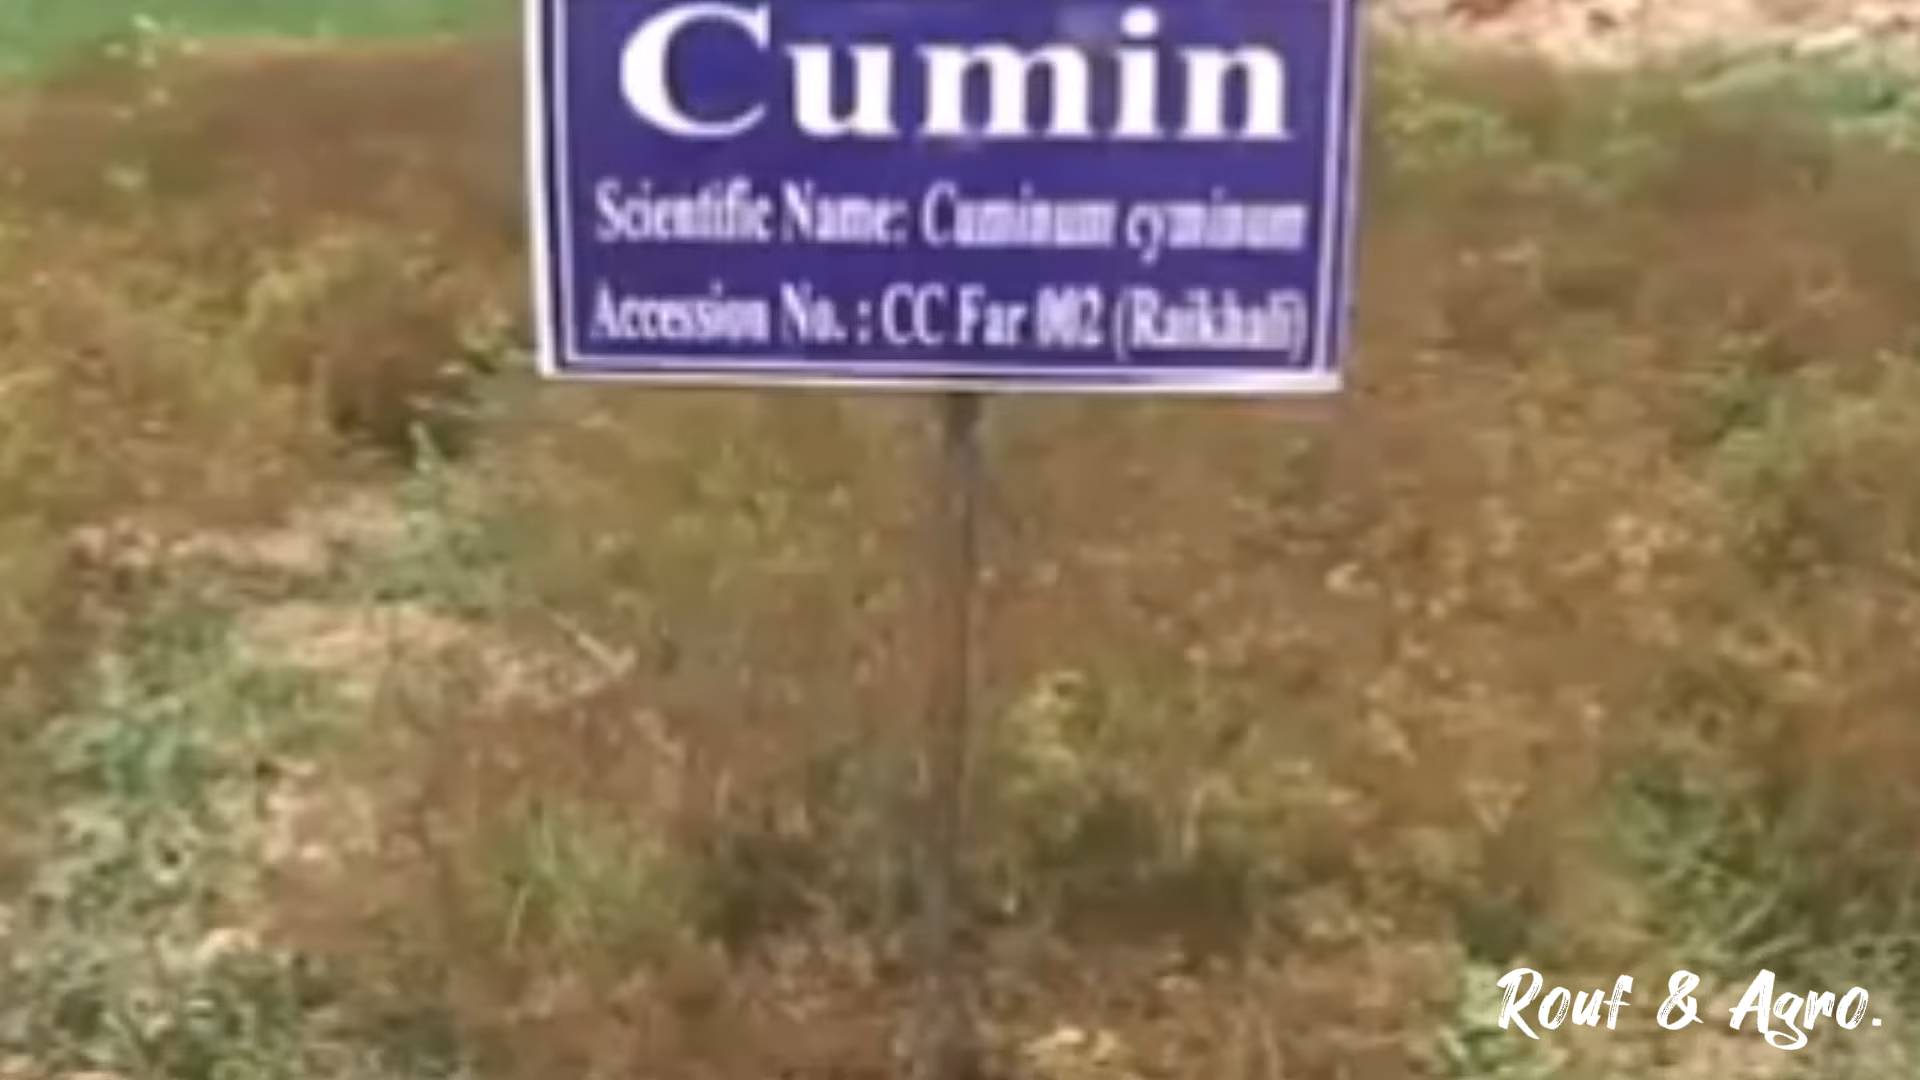 Cumin
Scientific Name: Cuminum cyminum
Accession No. : CC Far 002 (Raikhali)
Rouf & Agro.